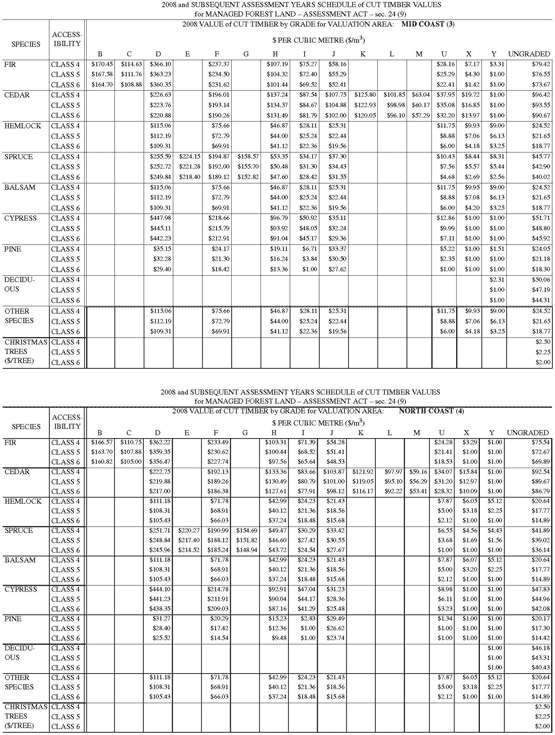 2008 and SUBSEQUENT ASSESSMENT YEARS SCHEDULE of CUT TIMBER VALUES
for MANAGED FOREST LAND – ASSESSMENT ACT – sec. 24 (9)
2008 VALUE OF CUT TIMBER by GRADE for VALUATION AREA: MID COAST (3)
SPECIES ACCESS-IBILITY $ PER CUBIC METRE ($/m³)
B C D E F G H I J K L M U X Y UNGRADED
FIR CLASS 4 $170.45 $114.63 $366.10 $237.37 $107.19 $75.27 $58.16 $28.16 $7.17 $3.31 $79.42
CLASS 5 $167.58 $111.76 $363.23 $234.50 $104.32 $72.40 $55.29 $25.29 $4.30 $1.00 $76.55
CLASS 6 $164.70 $108.88 $360.35 $231.62 $101.44 $69.52 $52.41 $22.41 $1.42 $1.00 $73.67
CEDAR CLASS 4 $226.63 $196.01 $137.24 $87.54 $107.75 $125.80 $101.85 $63.04 $37.95 $19.72 $1.00 $96.42
CLASS 5 $223.76 $193.14 $134.37 $84.67 $104.88 $122.93 $98.98 $60.17 $35.08 $16.85 $1.00 $93.55
CLASS 6 $220.88 $190.26 $131.49 $81.79 $102.00 $120.05 $96.10 $57.29 $32.20 $13.97 $1.00 $90.67
HEMLOCK CLASS 4 $115.06 $75.66 $46.87 $28.11 $25.31 $11.75 $9.93 $9.00 $24.52
CLASS 5 $112.19 $72.79 $44.00 $25.24 $22.44 $8.88 $7.06 $6.13 $21.65
CLASS 6 $109.31 $69.91 $41.12 $22.36 $19.56 $6.00 $4.18 $3.25 $18.77
SPRUCE CLASS 4 $255.59 $224.15 $194.87 $158.57 $53.35 $34.17 $37.30 $10.43 $8.44 $8.31 $45.77
CLASS 5 $252.72 $221.28 $192.00 $155.70 $50.48 $31.30 $34.43 $7.56 $5.57 $5.44 $42.90
CLASS 6 $249.84 $218.40 $189.12 $152.82 $47.60 $28.42 $31.55 $4.68 $2.69 $2.56 $40.02
BALSAM CLASS 4 $115.06 $75.66 $46.87 $28.11 $25.31 $11.75 $9.95 $9.00 $24.52
CLASS 5 $112.19 $72.79 $44.00 $25.24 $22.44 $8.88 $7.08 $6.13 $21.65
CLASS 6 $109.31 $69.91 $41.12 $22.36 $19.56 $6.00 $4.20 $3.25 $18.77
CYPRESS CLASS 4 $447.98 $218.66 $96.79 $50.92 $35.11 $12.86 $1.00 $1.00 $51.71
CLASS 5 $445.11 $215.79 $93.92 $48.05 $32.24 $9.99 $1.00 $1.00 $48.80
CLASS 6 $442.23 $212.91 $91.04 $45.17 $29.36 $7.11 $1.00 $1.00 $45.92
PINE CLASS 4 $35.15 $24.17 $19.11 $6.71 $33.37 $5.22 $1.00 $1.51 $24.05
CLASS 5 $32.28 $21.30 $16.24 $3.84 $30.50 $2.35 $1.00 $1.00 $21.18
CLASS 6 $29.40 $18.42 $13.36 $1.00 $27.62 $1.00 $1.00 $1.00 $18.30
DECIDU- CLASS 4 $2.31 $50.06
OUS CLASS 5 $1.00 $47.19
CLASS 6 $1.00 $44.31
OTHER CLASS 4 $115.06 $75.66 $46.87 $28.11 $25.31 $11.75 $9.93 $9.00 $24.52
SPECIES CLASS 5 $112.19 $72.79 $44.00 $25.24 $22.44 $8.88 $7.06 $6.13 $21.65
CLASS 6 $109.31 $69.91 $41.12 $22.36 $19.56 $6.00 $4.18 $3.25 $18.77
CHRISTMAS CLASS 4 $2.50
TREES CLASS 5 $2.25
($/TREE) CLASS 6 $2.00
2008 and SUBSEQUENT ASSESSMENT YEARS SCHEDULE of CUT TIMBER VALUES
for MANAGED FOREST LAND – ASSESSMENT ACT – sec. 24 (9)
2008 VALUE OF CUT TIMBER by GRADE for VALUATION AREA: NORTH COAST (4)
SPECIES ACCESS-IBILITY $ PER CUBIC METRE ($/m³)
B C D E F G H I J K L M U X Y UNGRADED
FIR CLASS 4 $166.57 $110.75 $362.22 $233.49 $103.31 $71.39 $54.28 $24.28 $3.29 $1.00 $75.54
CLASS 5 $163.70 $107.88 $359.35 $230.62 $100.44 $68.52 $51.41 $21.41 $1.00 $1.00 $72.67
CLASS 6 $160.82 $105.00 $356.47 $227.74 $97.56 $65.64 $48.53 $18.53 $1.00 $1.00 $69.89
CEDAR CLASS 4 $222.75 $192.13 $133.36 $83.66 $103.87 $121.92 $97.97 $59.16 $34.07 $15.84 $1.00 $92.54
CLASS 5 $219.88 $189.26 $130.49 $80.79 $101.00 $119.05 $95.10 $56.29 $31.20 $12.97 $1.00 $89.67
CLASS 6 $217.00 $186.38 $127.61 $77.91 $98.12 $116.17 $92.22 $53.41 $28.32 $10.09 $1.00 $86.79
HEMLOCK CLASS 4 $111.18 $71.78 $42.99 $24.23 $21.43 $7.87 $6.05 $5.12 $20.64
CLASS 5 $108.31 $68.91 $40.12 $21.36 $18.56 $5.00 $3.18 $2.25 $17.77
CLASS 6 $105.43 $66.03 $37.24 $18.48 $15.68 $2.12 $1.00 $1.00 $14.89
SPRUCE CLASS 4 $251.71 $220.27 $190.99 $154.69 $49.47 $30.29 $33.42 $6.55 $4.56 $4.43 $41.89
CLASS 5 $248.84 $217.40 $188.12 $151.82 $46.60 $27.42 $30.55 $3.68 $1.69 $1.56 $39.02
CLASS 6 $245.96 $214.52 $185.24 $148.94 $43.72 $24.54 $27.67 $1.00 $1.00 $1.00 $36.14
BALSAM CLASS 4 $111.18 $71.78 $42.99 $24.23 $21.43 $7.87 $6.07 $5.12 $20.64
CLASS 5 $108.31 $68.91 $40.12 $21.36 $18.56 $5.00 $3.20 $2.25 $17.77
CLASS 6 $105.43 $66.03 $37.24 $18.48 $15.68 $2.12 $1.00 $1.00 $14.89
CYPRESS CLASS 4 $444.10 $214.78 $92.91 $47.04 $31.23 $8.98 $1.00 $1.00 $47.83
CLASS 5 $441.23 $211.91 $90.04 $44.17 $28.36 $6.11 $1.00 $1.00 $44.96
CLASS 6 $438.35 $209.03 $87.16 $41.29 $25.48 $3.23 $1.00 $1.00 $42.08
PINE CLASS 4 $31.27 $20.29 $15.23 $2.83 $29.49 $1.34 $1.00 $1.00 $20.17
CLASS 5 $28.40 $17.42 $12.36 $1.00 $26.62 $1.00 $1.00 $1.00 $17.30
CLASS 6 $25.52 $14.54 $9.48 $1.00 $23.74 $1.00 $1.00 $1.00 $14.42
DECIDU- CLASS 4 $1.00 $46.18
OUS CLASS 5 $1.00 $43.31
CLASS 6 $1.00 $40.43
OTHER CLASS 4 $111.18 $71.78 $42.99 $24.23 $21.43 $7.87 $6.05 $5.12 $20.64
SPECIES CLASS 5 $108.31 $68.91 $40.12 $21.36 $18.56 $5.00 $3.18 $2.25 $17.77
CLASS 6 $105.43 $66.03 $37.24 $18.48 $15.68 $2.12 $1.00 $1.00 $14.89
CHRISTMAS CLASS 4 $2.50
TREES CLASS 5 $2.25
($/TREE) CLASS 6 $2.00